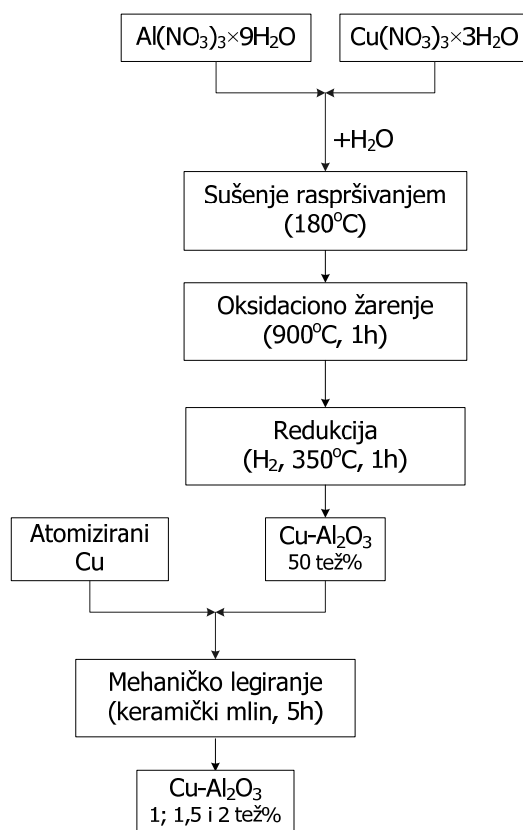 Al(NO₃)₃×9H₂O
Cu(NO₃)₃×3H₂O
+H₂O
Sušenje raspršivanjem
(180°C)
Oksidaciono žarenje
(900°C, 1h)
Redukcija
(H₂, 350°C, 1h)
Atomizirani
Cu
Cu-Al₂O₃
50 tež%
Mehaničko legiranje
(keramički mlin, 5h)
Cu-Al₂O₃
1; 1,5 i 2 tež%